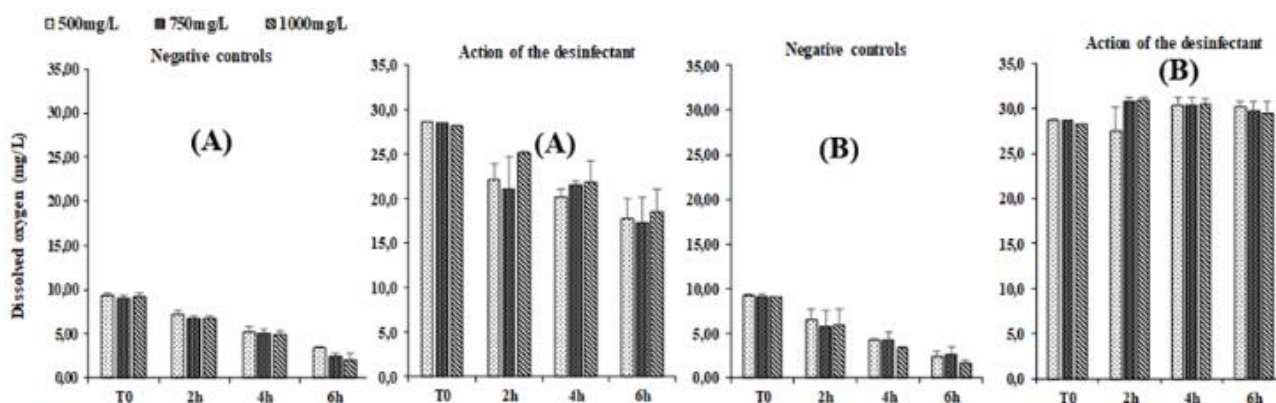 500mg/L 750mg/L 1000mg/L
Negative controls
Action of the desinfectant
Negative controls
Action of the desinfectant
Dissolved oxygen (mg/L)
36,00
35,00
30,00
25,00
20,00
15,00
10,00
5,00
0,00
(A)
T0 2h 4h 6h
35,0
30,0
25,0
20,0
15,0
10,0
5,0
0,0
(A)
T0 2h 4h 6h
36,00
35,00
30,00
25,00
20,00
15,00
10,00
5,00
0,00
(B)
T0 2h 4h 6h
35,0
30,0
25,0
20,0
15,0
10,0
5,0
0,0
(B)
T0 2h 4h 6h